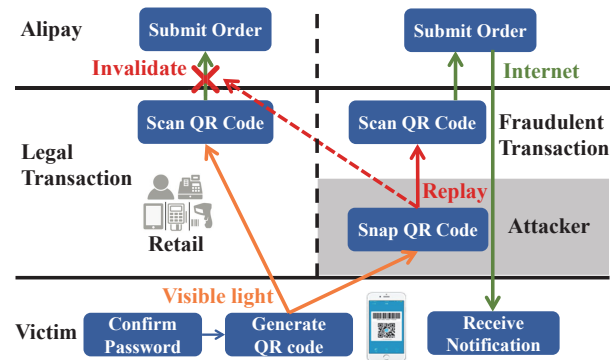 Alipay
Submit Order
Submit Order
Invalidate
Internet
Scan QR Code
Scan QR Code
Fraudulent
Transaction
Legal
Transaction
Replay
Retail
Snap QR Code
Attacker
Visible light
Victim
Confirm
Password
Generate
QR code
Receive
Notification